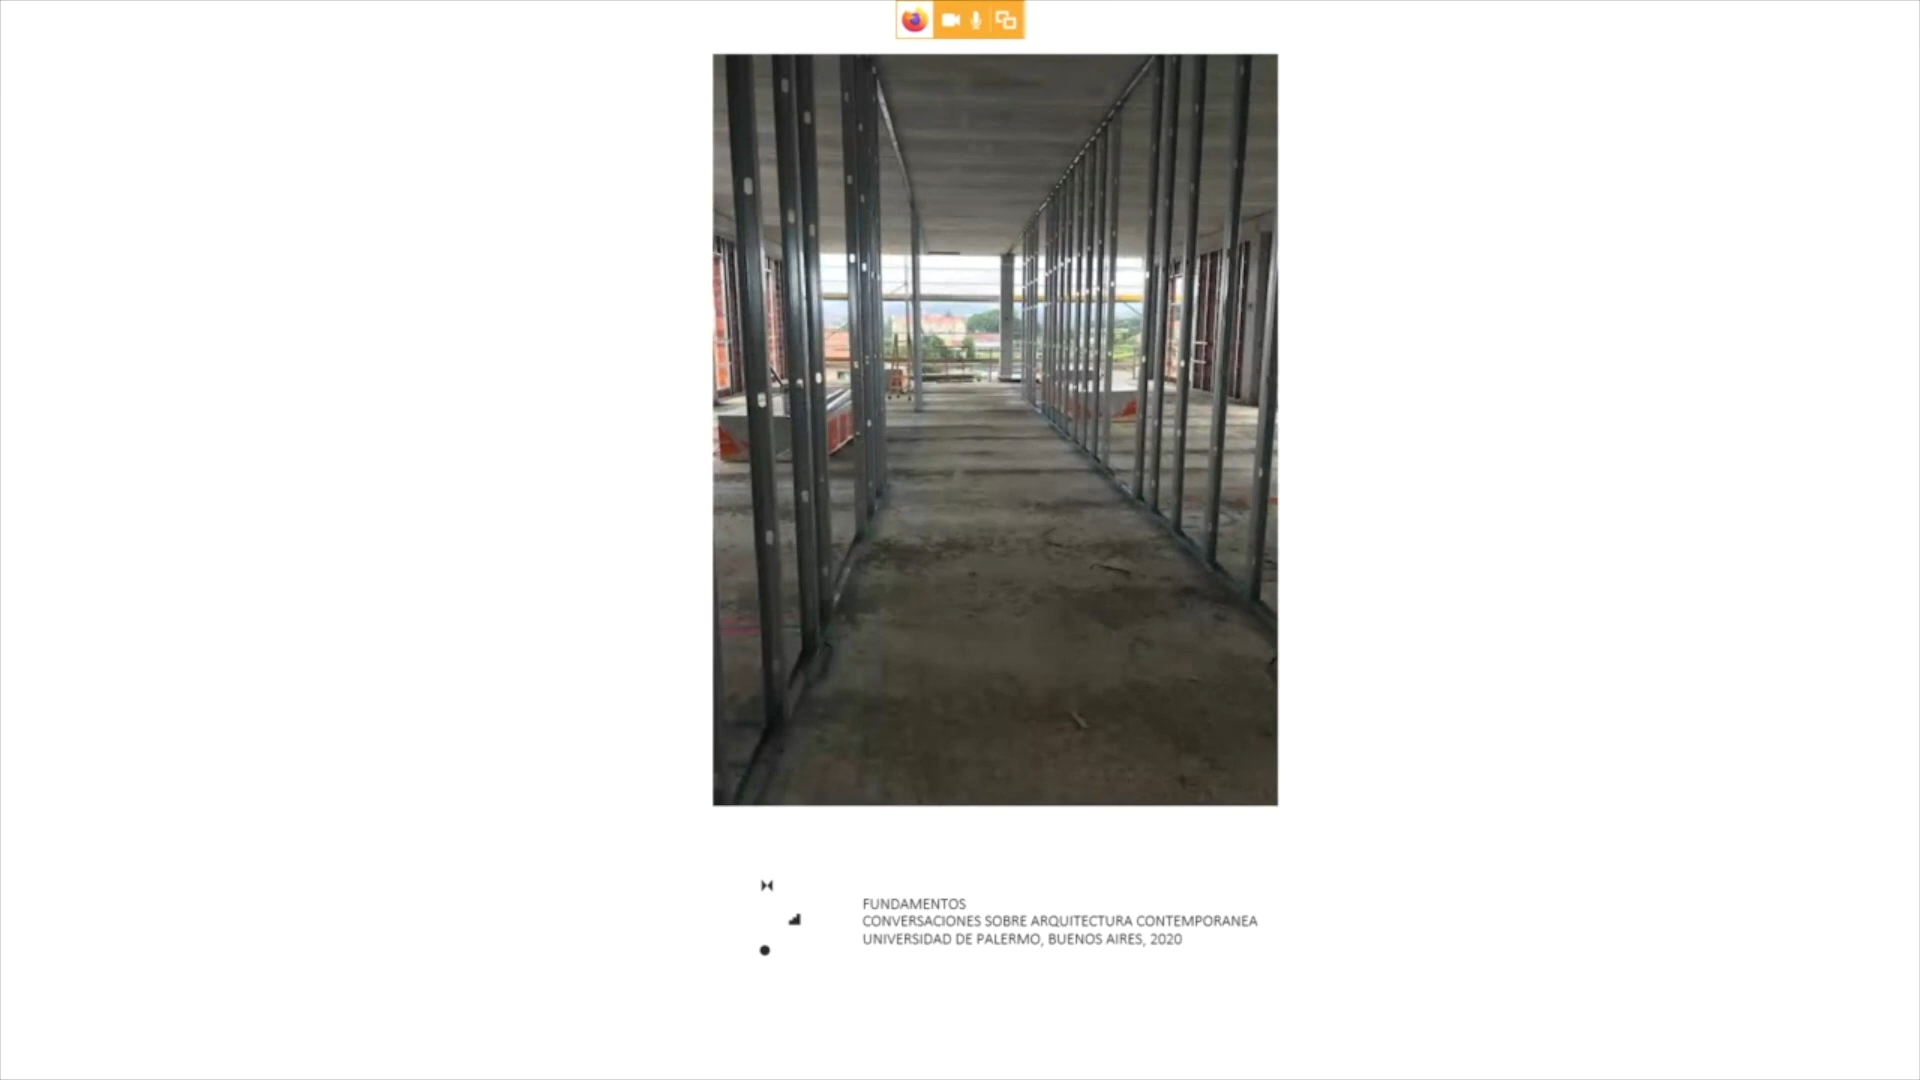 FUNDAMENTOS
CONVERSACIONES SOBRE ARQUITECTURA CONTEMPORANEA
UNIVERSIDAD DE PALERMO, BUENOS AIRES, 2020